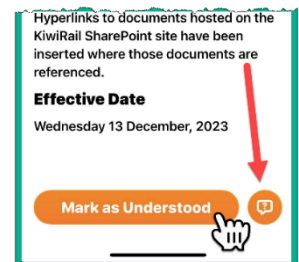 Hyperlinks to documents hosted on the
KiwiRail SharePoint site have been
inserted where those documents are
referenced.
Effective Date
Wednesday 13 December, 2023
Mark as Understood
?